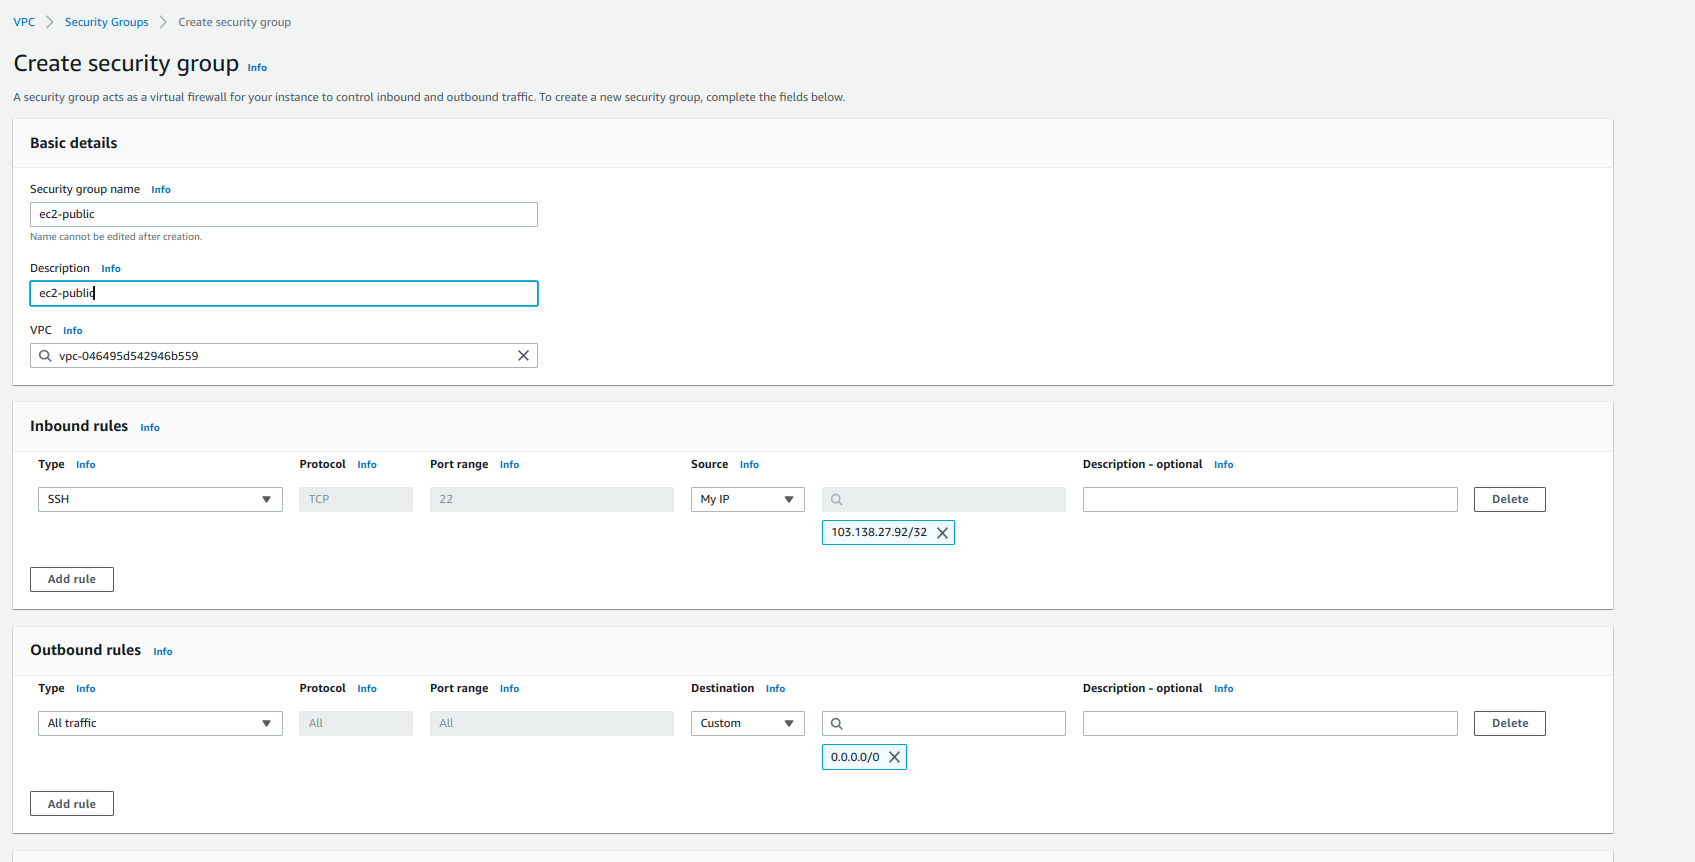 VPC > Security Groups > Create security group
Create security group Info
A security group acts as a virtual firewall for your instance to control inbound and outbound traffic. To create a new security group, complete the fields below.
Basic details
Security group name Info
ec2-public
Name cannot be edited after creation.
Description Info
ec2-public
VPC Info
vpc-046495d542946b559
Inbound rules Info
Type Info Protocol Info Port range Info Source Info Description - optional Info
SSH TCP 22 My IP Delete
103.138.27.92/32
Add rule
Outbound rules Info
Type Info Protocol Info Port range Info Destination Info Description - optional Info
All traffic All All Custom Delete
0.0.0.0/0
Add rule